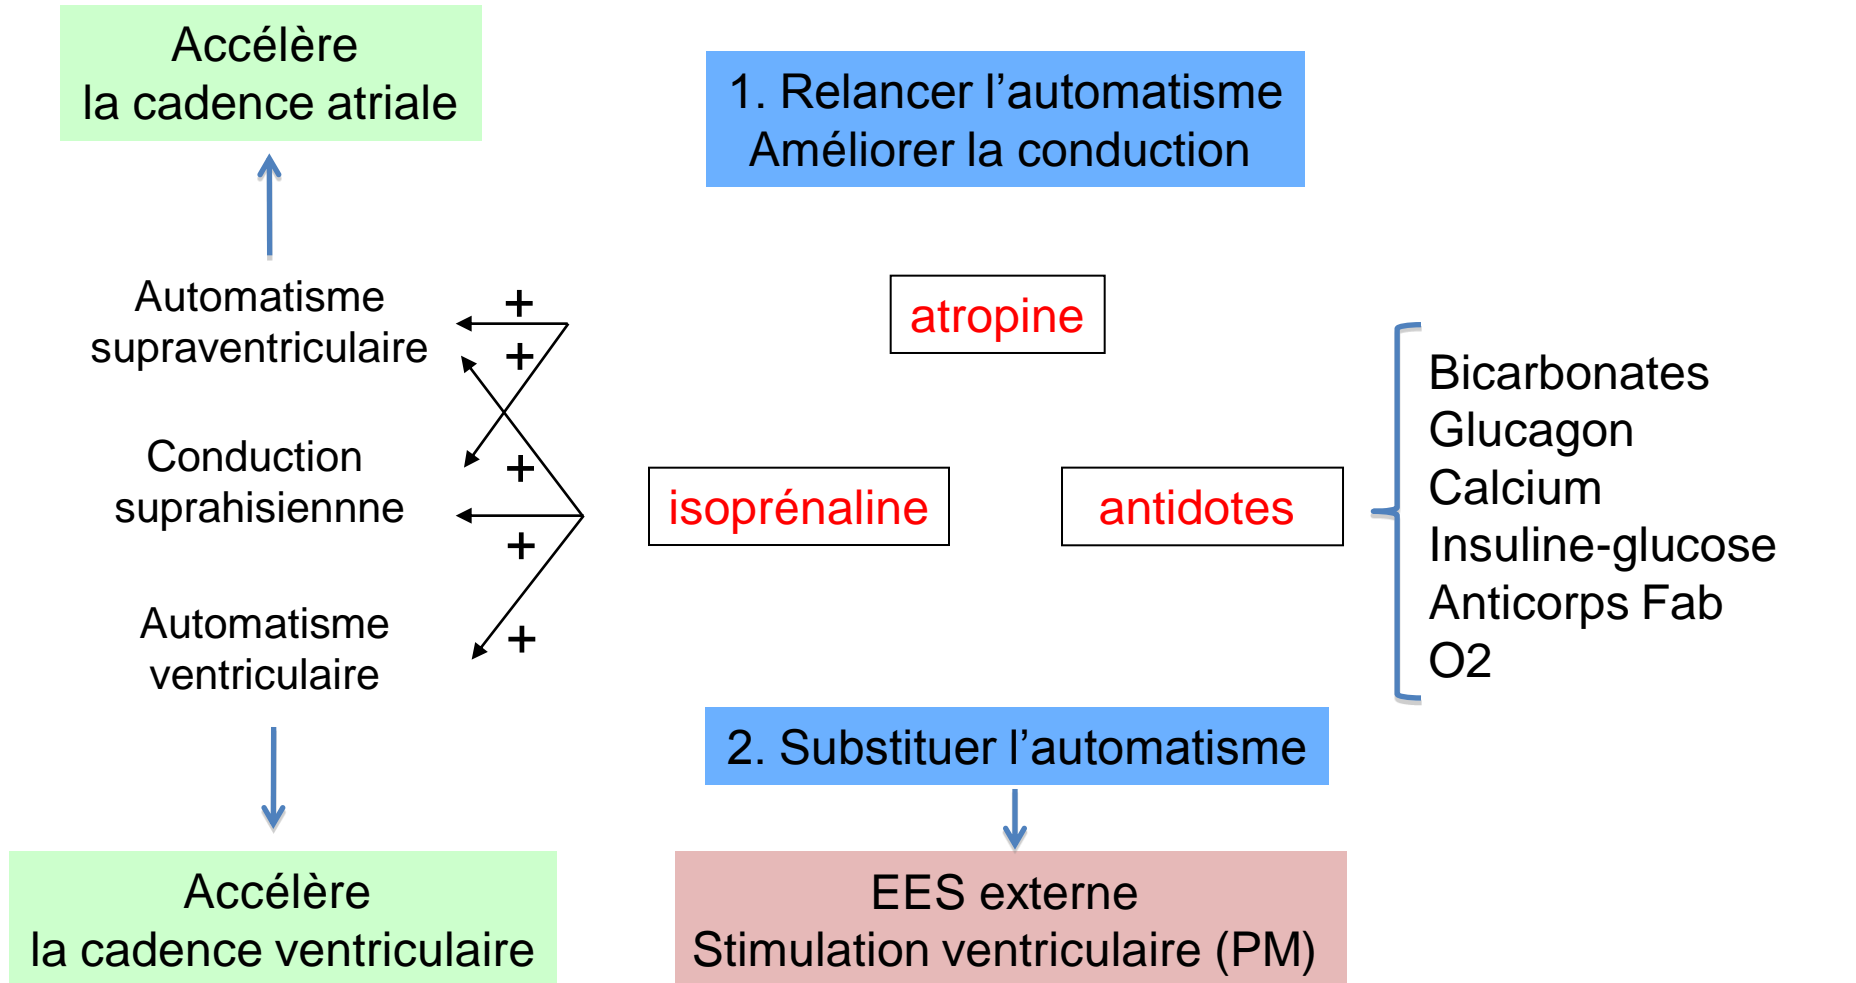 Accélère
la cadence atriale
1. Relancer l’automatisme
Améliorer la conduction
Automatisme
supraventriculaire
+
+
atropine
Conduction
suprahisiennne
+
+
+
isoprénaline
antidotes
Bicarbonates
Glucagon
Calcium
Insuline-glucose
Anticorps Fab
O2
Automatisme
ventriculaire
2. Substituer l’automatisme
Accélère
la cadence ventriculaire
EES externe
Stimulation ventriculaire (PM)